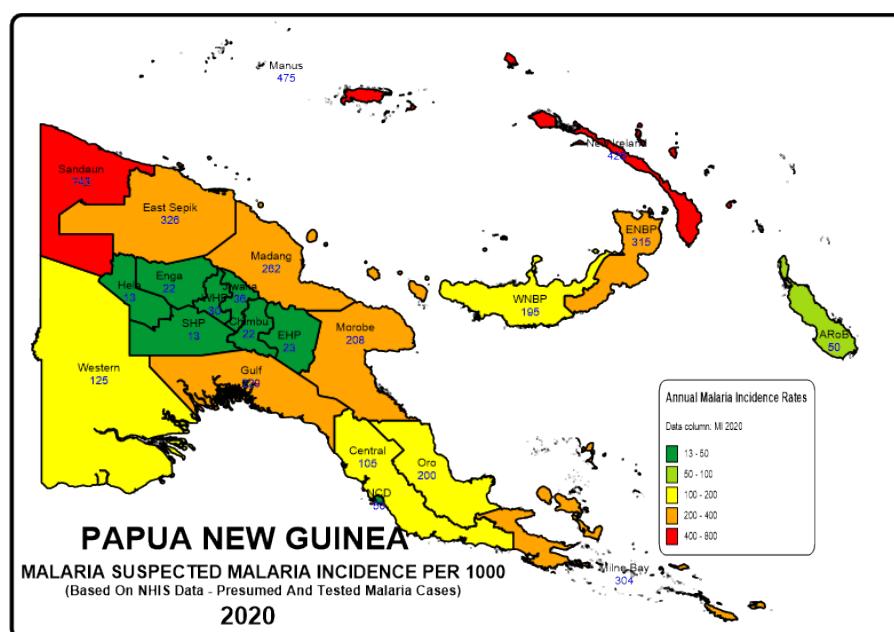 Manus
475
New Ireland
Sandaun
743
East Sepik
326
ENBP
315
Madang
262
Enga
22
Hela
13
Jiwaka
36
WHP
30
WNBP
195
SHP
13
Chimbu
22
EHP
23
Morobe
208
ARoB
50
Western
125
Gulf
Central
105
Oro
200
NCD
Milne Bay
304
Annual Malaria Incidence Rates
Data column: MI 2020
13 - 50
50 - 100
100 - 200
200 - 400
400 - 800
PAPUA NEW GUINEA
MALARIA SUSPECTED MALARIA INCIDENCE PER 1000
(Based On NHIS Data - Presumed And Tested Malaria Cases)
2020